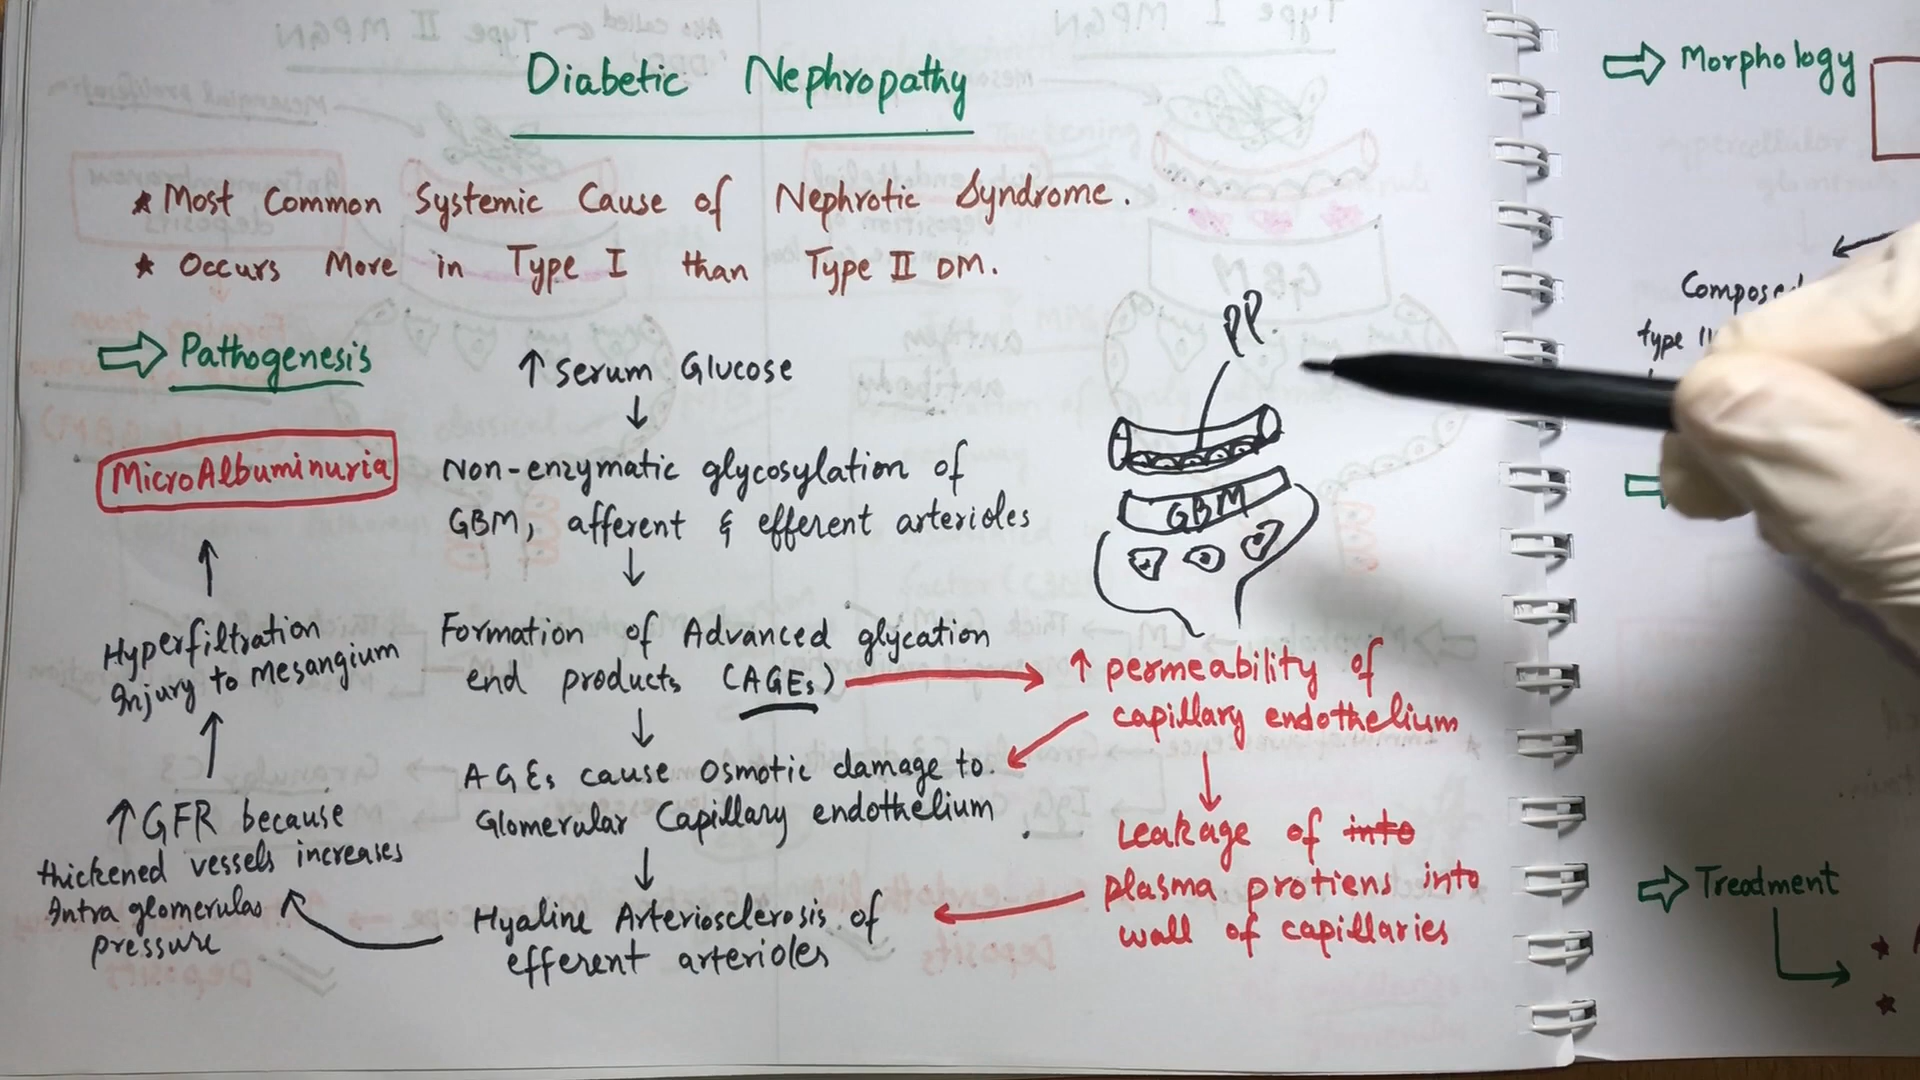 Diabetic Nephropathy
★ Most Common Systemic Cause of Nephrotic Syndrome.
★ Occurs More in Type I than Type II DM.
⇨ Pathogenesis
↑ Serum Glucose
↓
Non-enzymatic glycosylation of
GBM, afferent & efferent arterioles
↓
Formation of Advanced glycation
end products (AGEs) →
↓
AGEs cause Osmotic damage to
Glomerular Capillary endothelium.
↓
Hyaline Arteriosclerosis of
efferent arterioles
↑ GFR because
thickened vessels increases
Intra glomerular
pressure
↑
Hyperfiltration
Injury to Mesangium
↑
MicroAlbuminuria
PP
GBM
↑ permeability of
capillary endothelium
↓
Leakage of into
plasma protiens into
wall of capillaries
⇨ Morphology
type II
⇨ Treatment
★
★